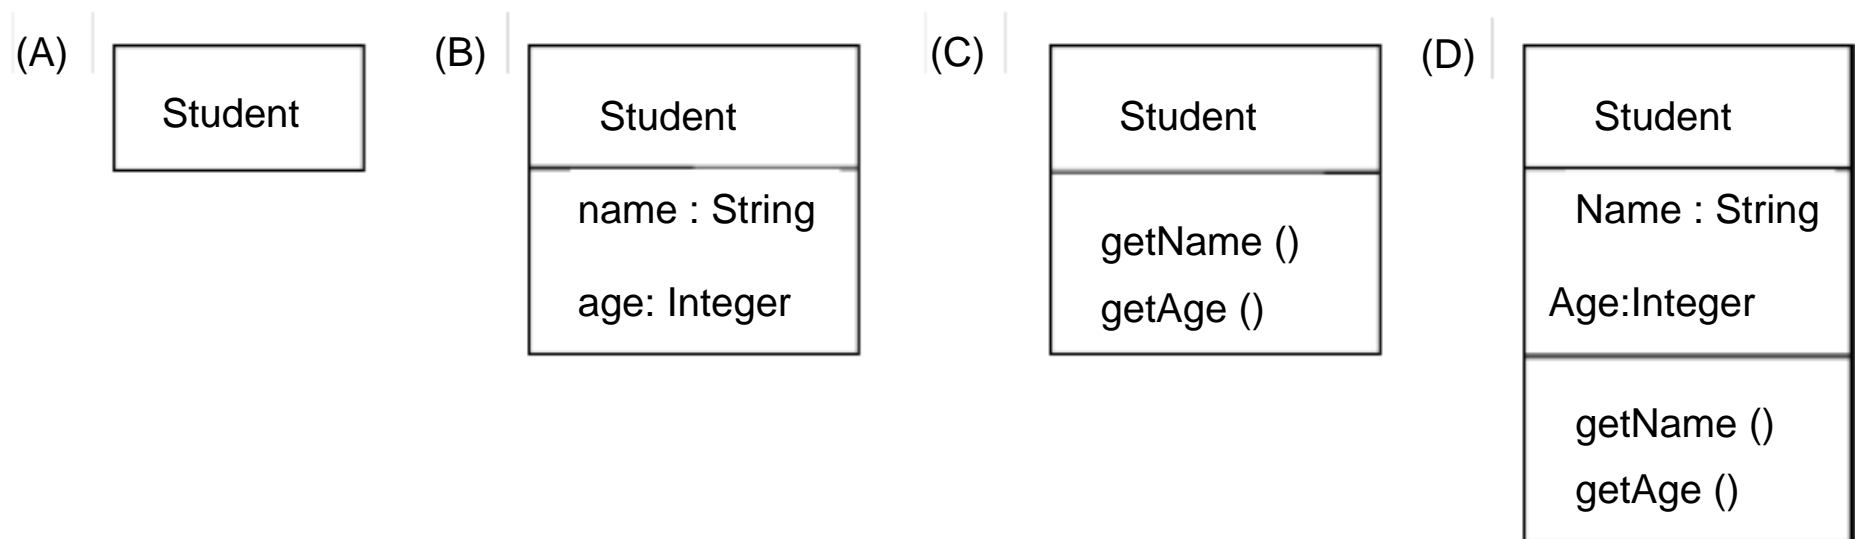 (A)
Student
(B)
Student
name : String
age: Integer
(C)
Student
getName ()
getAge ()
(D)
Student
Name : String
Age:Integer
getName ()
getAge ()